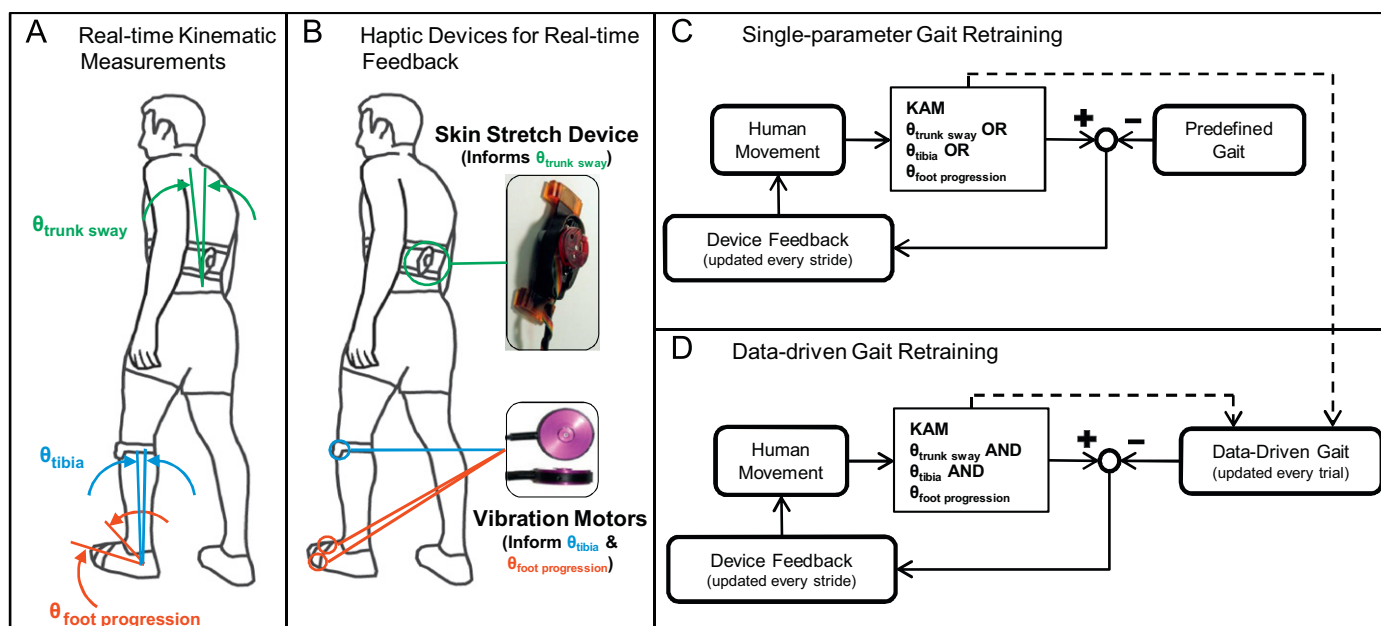 A
Real-time Kinematic
Measurements
θtrunk sway
θtibia
θfoot progression
B
Haptic Devices for Real-time
Feedback
Skin Stretch Device
(Informs θtrunk sway)
Vibration Motors
(Inform θtibia &
θfoot progression)
C
Single-parameter Gait Retraining
Human
Movement
KAM
θtrunk sway OR
θtibia OR
θfoot progression
+
−
Predefined
Gait
Device Feedback
(updated every stride)
D
Data-driven Gait Retraining
Human
Movement
KAM
θtrunk sway AND
θtibia AND
θfoot progression
+
−
Data-Driven Gait
(updated every trial)
Device Feedback
(updated every stride)